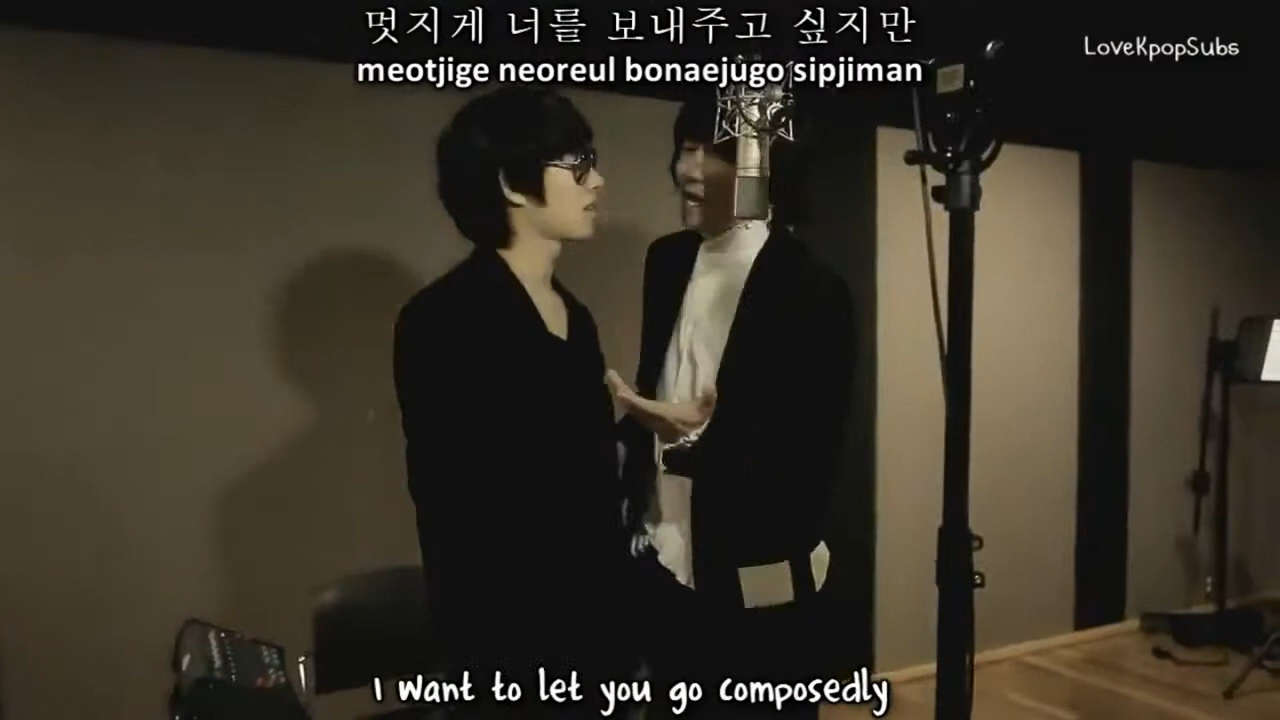 멋지게 너를 보내주고 싶지만
meotjige neoreul bonaejugo sipjiman
LoveKpopSubs
I want to let you go composedly